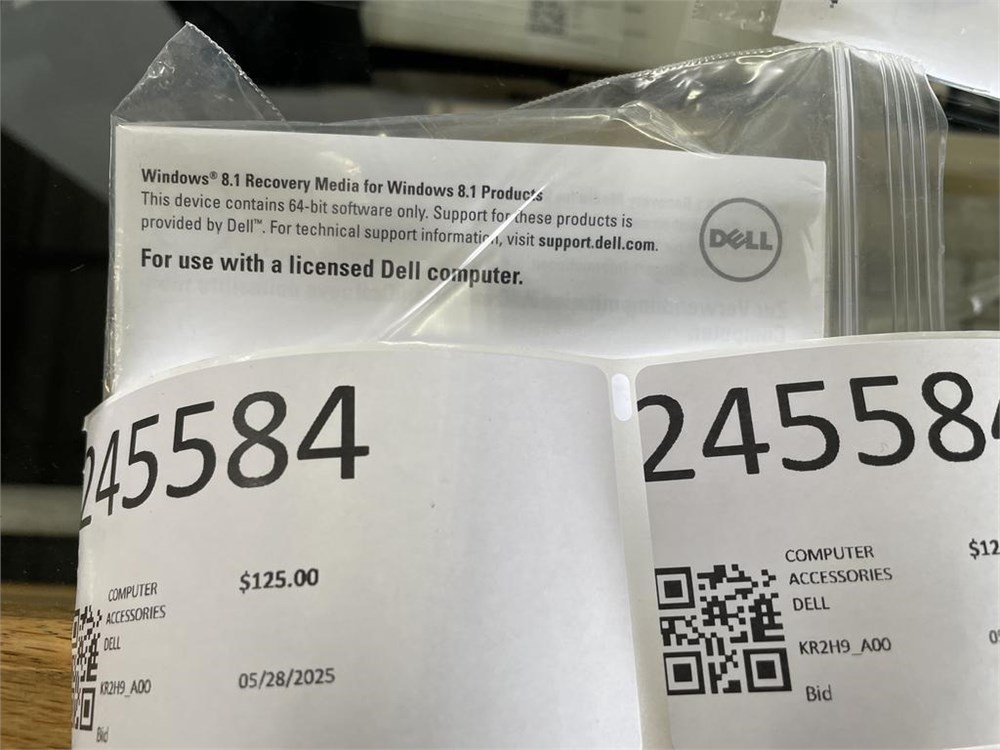 Windows® 8.1 Recovery Media for Windows 8.1 Products
This device contains 64-bit software only. Support for these products is
provided by Dell™. For technical support information, visit support.dell.com.
For use with a licensed Dell computer.
DELL
245584
COMPUTER
ACCESSORIES
DELL
KR2H9_A00
Bid
$125.00
05/28/2025
245584
COMPUTER
ACCESSORIES
DELL
KR2H9_A00
Bid
$12